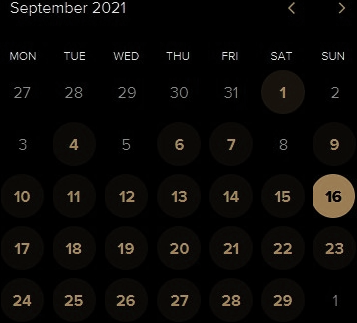 September 2021
MON TUE WED THU FRI SAT SUN
27 28 29 30 31 1 2
3 4 5 6 7 8 9
10 11 12 13 14 15 16
17 18 19 20 21 22 23
24 25 26 27 28 29 1